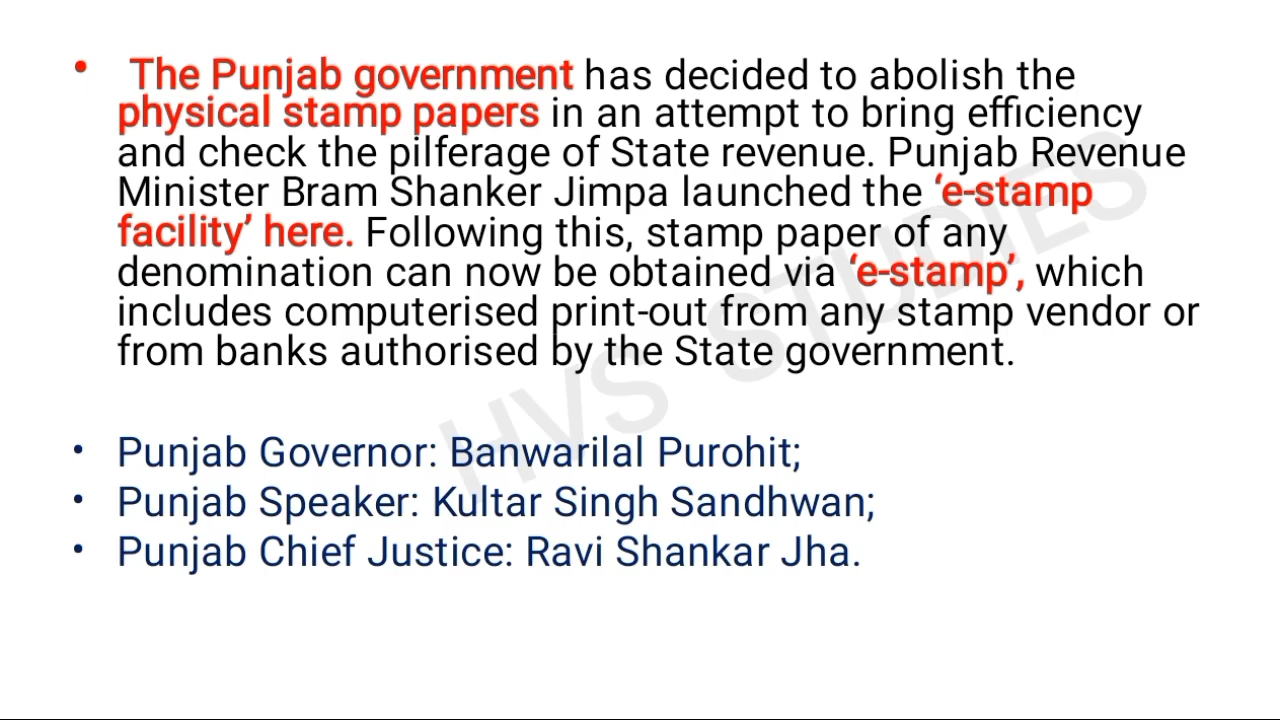 • The Punjab government has decided to abolish the
physical stamp papers in an attempt to bring efficiency
and check the pilferage of State revenue. Punjab Revenue
Minister Bram Shanker Jimpa launched the ‘e-stamp
facility’ here. Following this, stamp paper of any
denomination can now be obtained via ‘e-stamp’, which
includes computerised print-out from any stamp vendor or
from banks authorised by the State government.
• Punjab Governor: Banwarilal Purohit;
• Punjab Speaker: Kultar Singh Sandhwan;
• Punjab Chief Justice: Ravi Shankar Jha.
HVS STUDIES